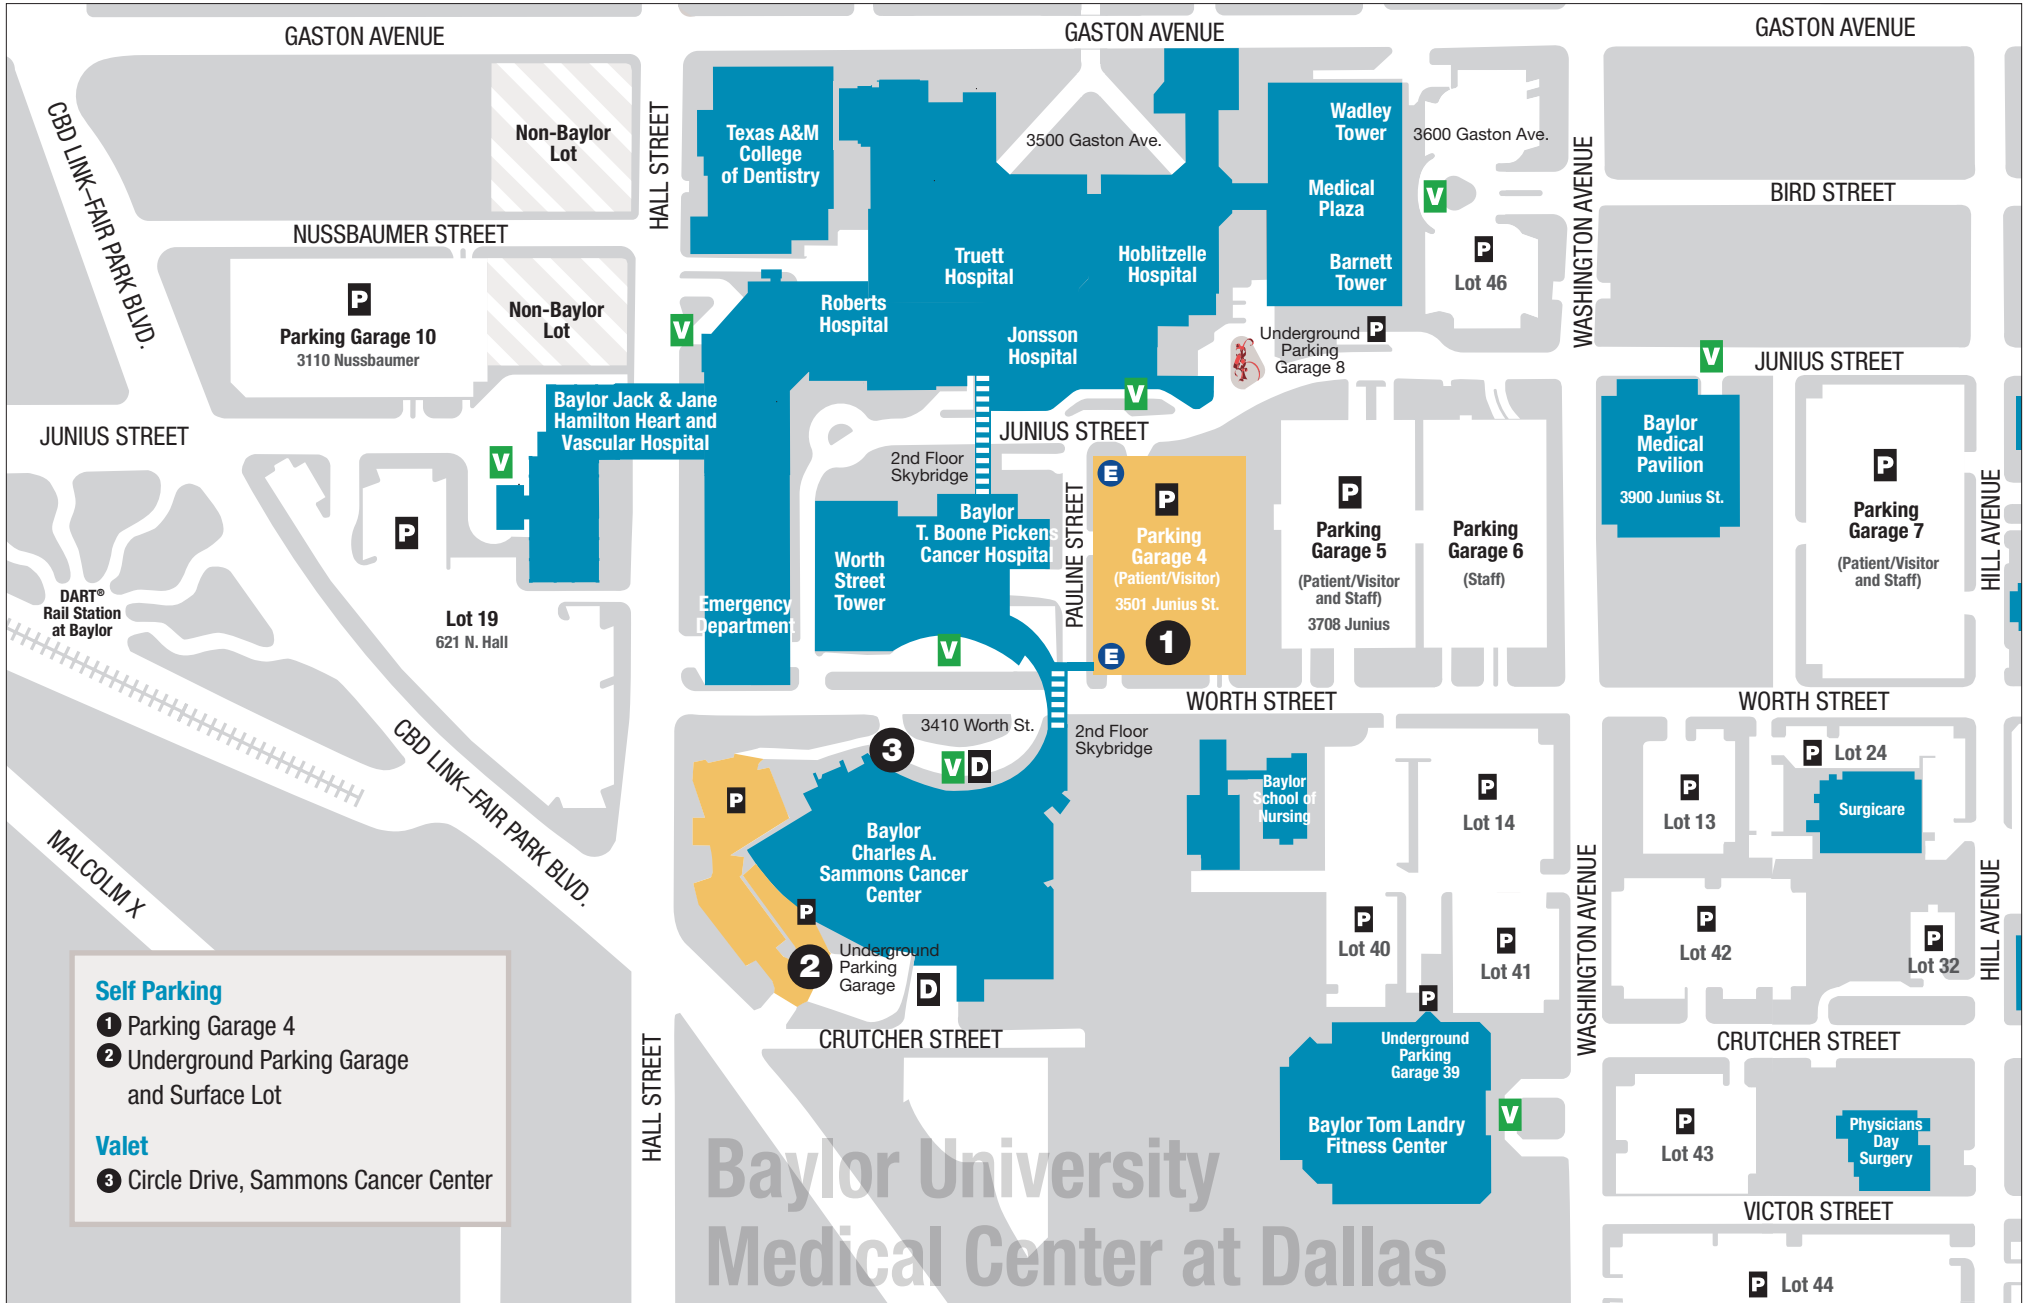 GASTON AVENUE
GASTON AVENUE
GASTON AVENUE
CBD LINK–FAIR PARK BLVD.
Non-Baylor
Lot
HALL STREET
Texas A&M
College
of Dentistry
3500 Gaston Ave.
Wadley
Tower
Medical
Plaza
Barnett
Tower
3600 Gaston Ave.
V
P
Lot 46
WASHINGTON AVENUE
BIRD STREET
NUSSBAUMER STREET
P
Parking Garage 10
3110 Nussbaumer
Non-Baylor
Lot
V
Roberts
Hospital
Truett
Hospital
Hoblitzelle
Hospital
Jonsson
Hospital
Underground
Parking
Garage 8
P
V
JUNIUS STREET
JUNIUS STREET
V
Baylor Jack & Jane
Hamilton Heart and
Vascular Hospital
V
JUNIUS STREET
2nd Floor
Skybridge
Baylor
T. Boone Pickens
Cancer Hospital
Worth
Street
Tower
Emergency
Department
PAULINE STREET
E
P
Parking
Garage 4
(Patient/Visitor)
3501 Junius St.
1
E
P
Parking
Garage 5
(Patient/Visitor
and Staff)
3708 Junius
Parking
Garage 6
(Staff)
Baylor
Medical
Pavilion
3900 Junius St.
P
Parking
Garage 7
(Patient/Visitor
and Staff)
HILL AVENUE
DART®
Rail Station
at Baylor
P
Lot 19
621 N. Hall
V
WORTH STREET
WORTH STREET
3410 Worth St.
2nd Floor
Skybridge
3
V D
CBD LINK–FAIR PARK BLVD.
MALCOLM X
P
Baylor
Charles A.
Sammons Cancer
Center
P
2
Underground
Parking
Garage
D
Baylor
School of
Nursing
P
Lot 14
P
Lot 13
P Lot 24
Surgicare
WASHINGTON AVENUE
HILL AVENUE
P
Lot 40
P
Lot 41
P
Lot 42
P
Lot 32
CRUTCHER STREET
CRUTCHER STREET
HALL STREET
P
Underground
Parking
Garage 39
Baylor Tom Landry
Fitness Center
V
P
Lot 43
Physicians
Day
Surgery
VICTOR STREET
P Lot 44
Self Parking
1 Parking Garage 4
2 Underground Parking Garage
and Surface Lot
Valet
3 Circle Drive, Sammons Cancer Center
Baylor University
Medical Center at Dallas